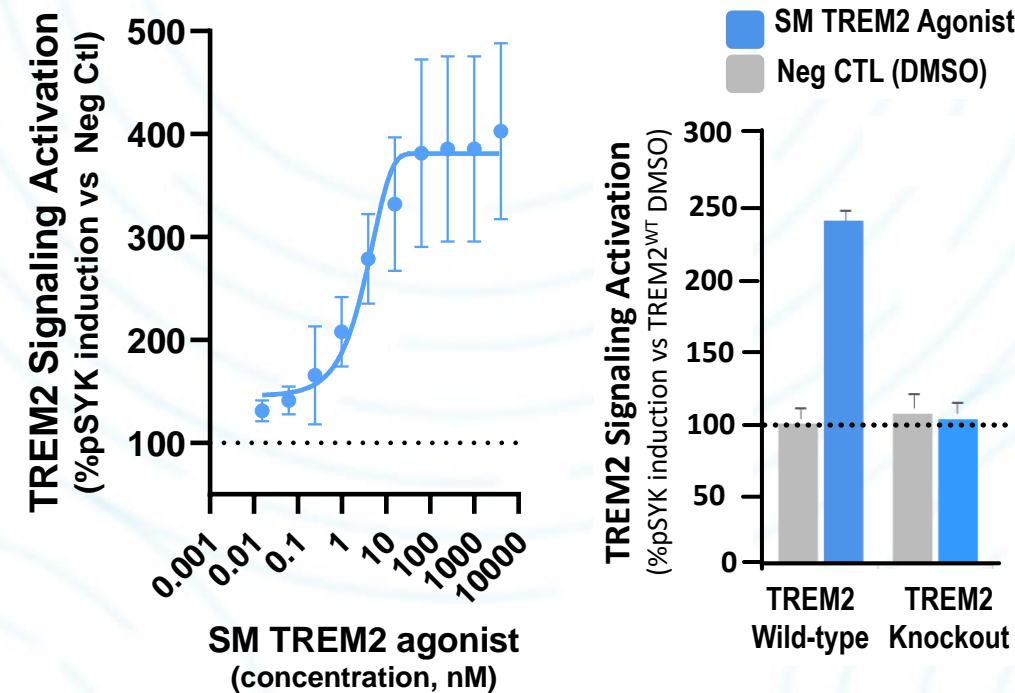 TREM2 Signaling Activation
(%pSYK induction vs Neg Ctl)
500
400
300
200
100
0.001
0.01
0.1
1
10
100
1000
10000
SM TREM2 agonist
(concentration, nM)
SM TREM2 Agonist
Neg CTL (DMSO)
TREM2 Signaling Activation
(%pSYK induction vs TREM2WT DMSO)
300
250
200
150
100
50
0
TREM2
Wild-type
TREM2
Knockout